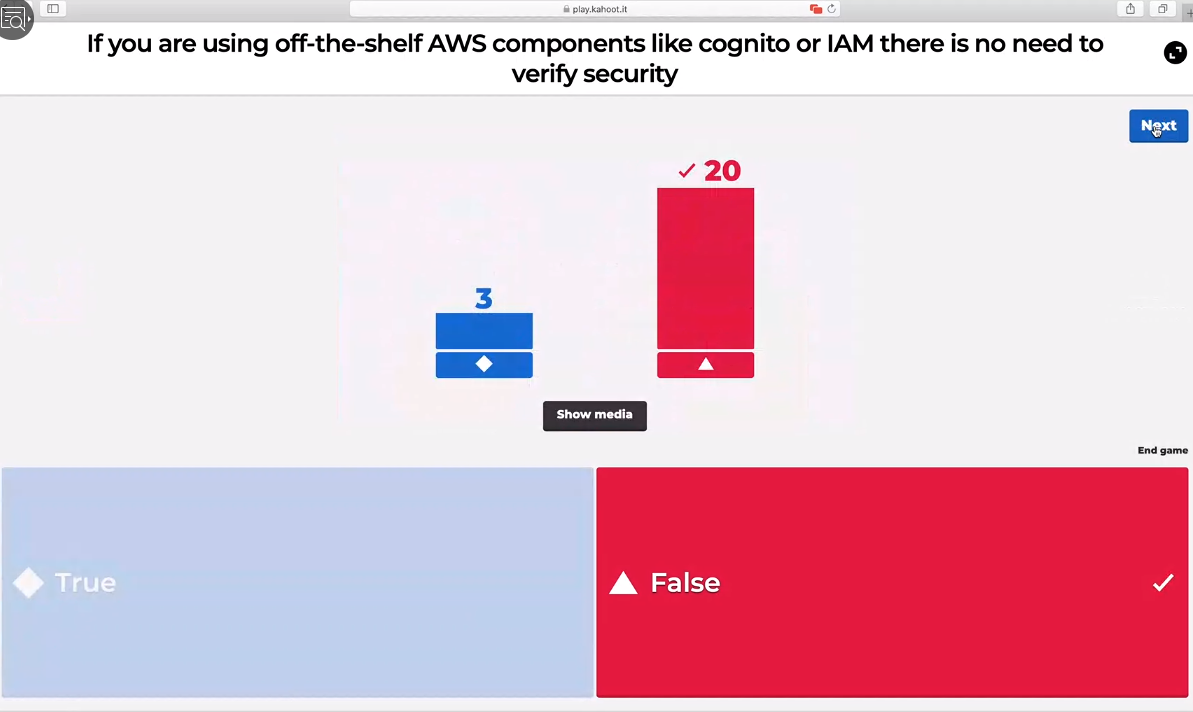 play.kahoot.it
If you are using off-the-shelf AWS components like cognito or IAM there is no need to
verify security
Next
20
3
Show media
End game
True
False